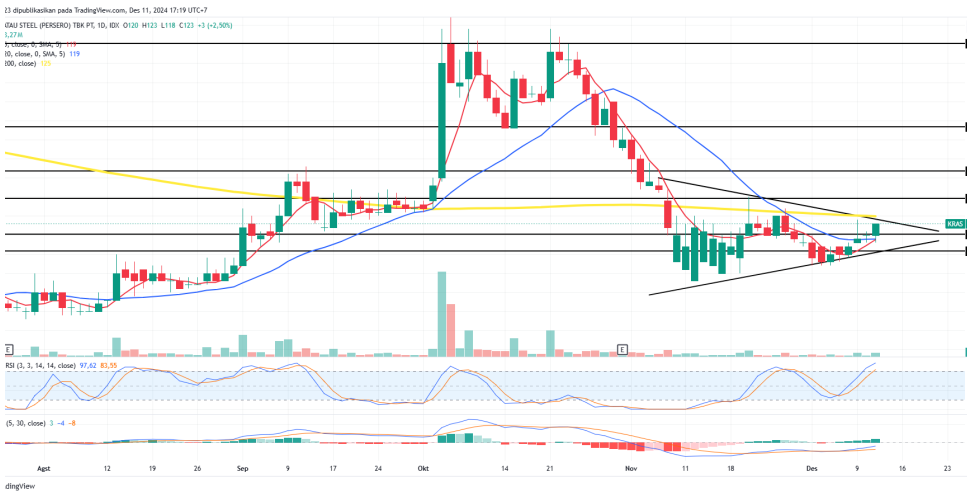 23 dipublikasikan pada TradingView.com, Des 11, 2024 17:19 UTC+7
ATAU STEEL (PERSERO) TBK PT, 1D, IDX O120 H123 L118 C123 +3 (+2,50%)
3,27M
5, close, 0, SMA, 5) 119
20, close, 0, SMA, 5) 119
200, close) 125
KRAS
E
E
RSI (3, 3, 14, 14, close) 97,62 83,55
(5, 30, close) 3 −4 −8
Agst 12 19 26 Sep 9 17 24 Okt 14 21 Nov 11 18 Des 9 16 23
dingView